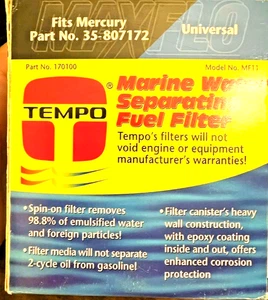 MAXFLO
Fits Mercury
Part No. 35-807172
Universal
Part No. 170100
Model No. MF11
TEMPO
®
Marine Water
Separating
Fuel Filter
Tempo's filters will not
void engine or equipment
manufacturer's warranties!
•Spin-on filter removes
98.8% of emulsified water
and foreign particles!
•Filter media will not separate
2-cycle oil from gasoline!
•Filter canister's heavy
wall construction,
with epoxy coating
inside and out, offers
enhanced corrosion
protection